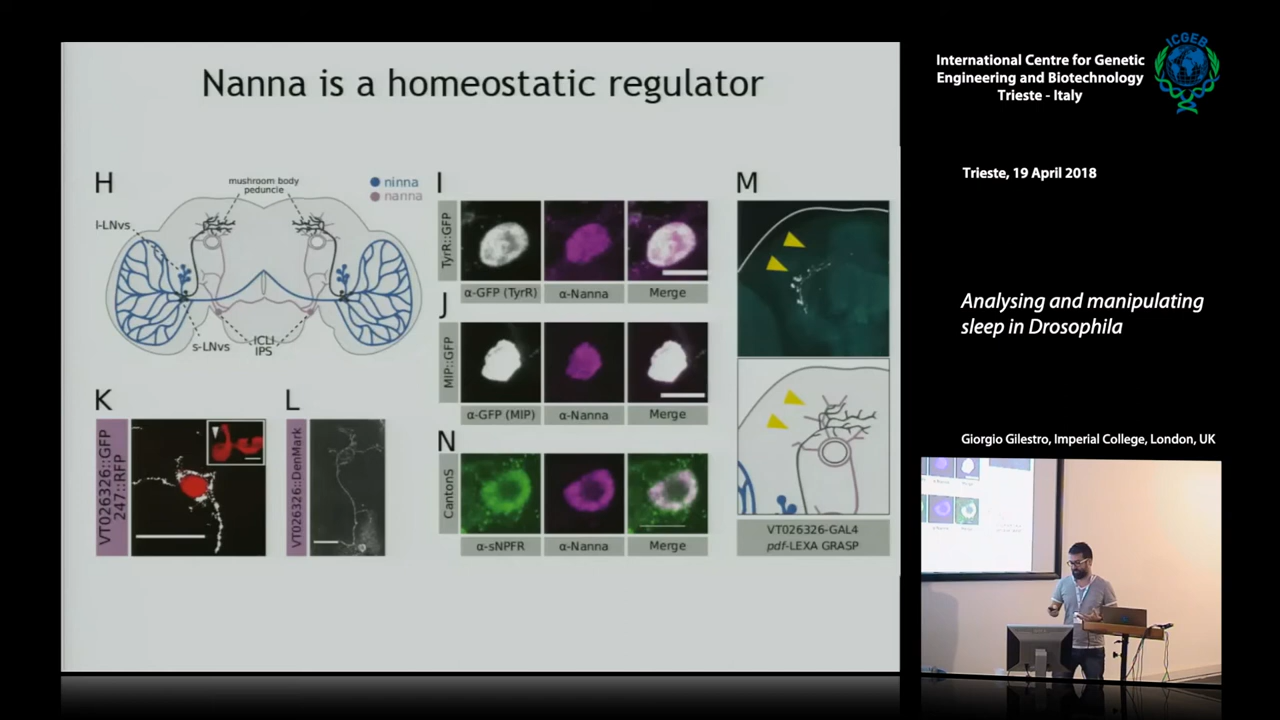 Nanna is a homeostatic regulator
H
mushroom body
peduncle
ninna
nanna
l-LNvs
s-LNvs
ICLI
IPS
I
TyrR::GFP
α-GFP (TyrR)
α-Nanna
Merge
J
MIP::GFP
α-GFP (MIP)
α-Nanna
Merge
K
VT026326::GFP
247::RFP
L
VT026326::DenMark
N
CantonS
α-sNPFR
α-Nanna
Merge
M
VT026326-GAL4
pdf-LEXA GRASP
International Centre for Genetic
Engineering and Biotechnology
Trieste - Italy
ICGEB
Trieste, 19 April 2018
Analysing and manipulating
sleep in Drosophila
Giorgio Gilestro, Imperial College, London, UK